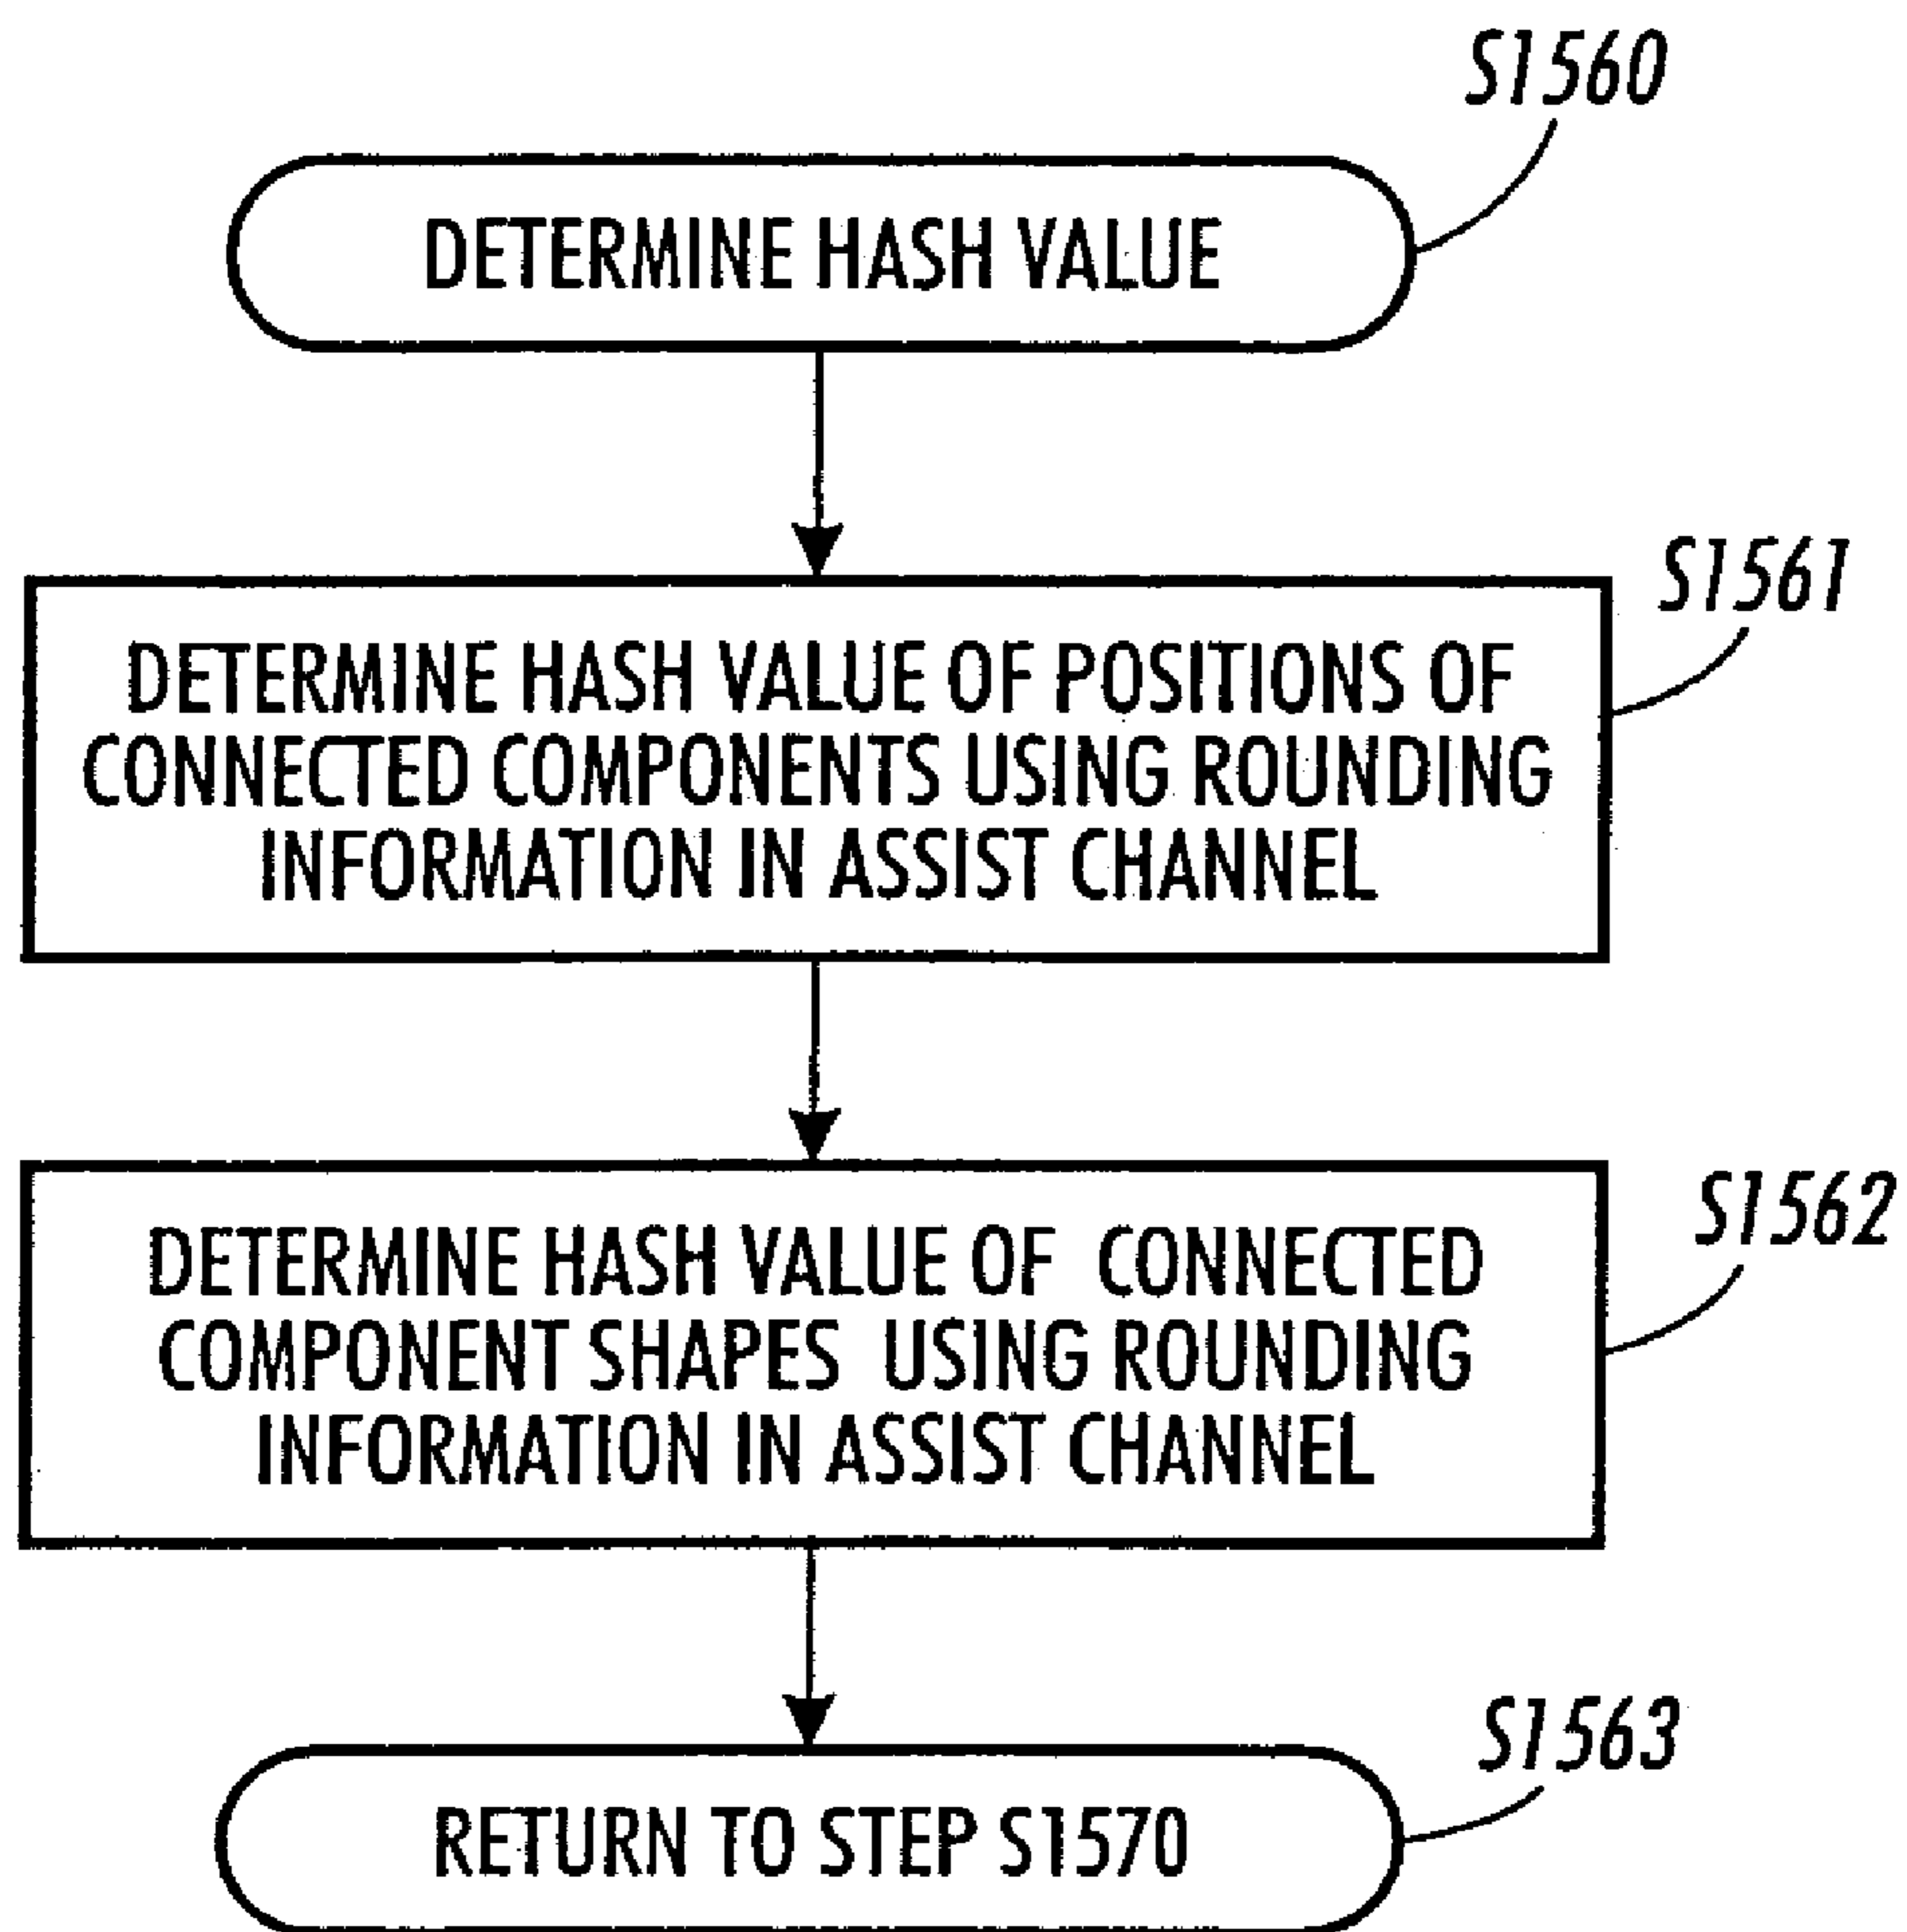 S1560
DETERMINE HASH VALUE
S1561
DETERMINE HASH VALUE OF POSITIONS OF
CONNECTED COMPONENTS USING ROUNDING
INFORMATION IN ASSIST CHANNEL
S1562
DETERMINE HASH VALUE OF CONNECTED
COMPONENT SHAPES USING ROUNDING
INFORMATION IN ASSIST CHANNEL
S1563
RETURN TO STEP S1570